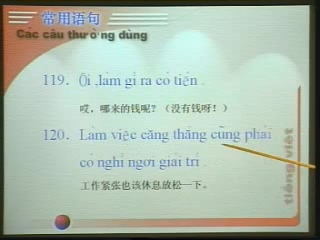 常用语句
Các câu thường dùng
119. Ôi ,làm gì ra có tiền .
哎，哪来的钱呢？（没有钱呀！）
120. Làm việc căng thẳng cũng phải
có nghỉ ngơi giải trí .
工作紧张也该休息放松一下。
tiếng việt